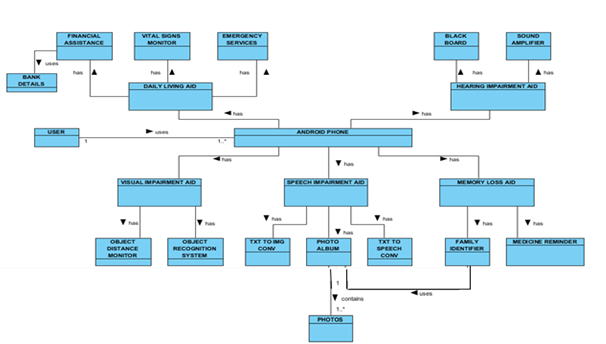 FINANCIAL
ASSISTANCE
VITAL SIGNS
MONITOR
EMERGENCY
SERVICES
BLACK
BOARD
SOUND
AMPLIFIER
uses
has
has
has
has
has
BANK
DETAILS
DAILY LIVING AID
HEARING IMPAIRMENT AID
has
has
USER
uses
ANDROID PHONE
1
1..*
has
has
has
VISUAL IMPAIRMENT AID
SPEECH IMPAIRMENT AID
MEMORY LOSS AID
has
has
has
has
has
has
has
OBJECT
DISTANCE
MONITOR
OBJECT
RECOGNITION
SYSTEM
TXT TO IMG
CONV
PHOTO
ALBUM
TXT TO
SPEECH
CONV
FAMILY
IDENTIFIER
MEDICINE REMINDER
1
uses
contains
1..*
PHOTOS